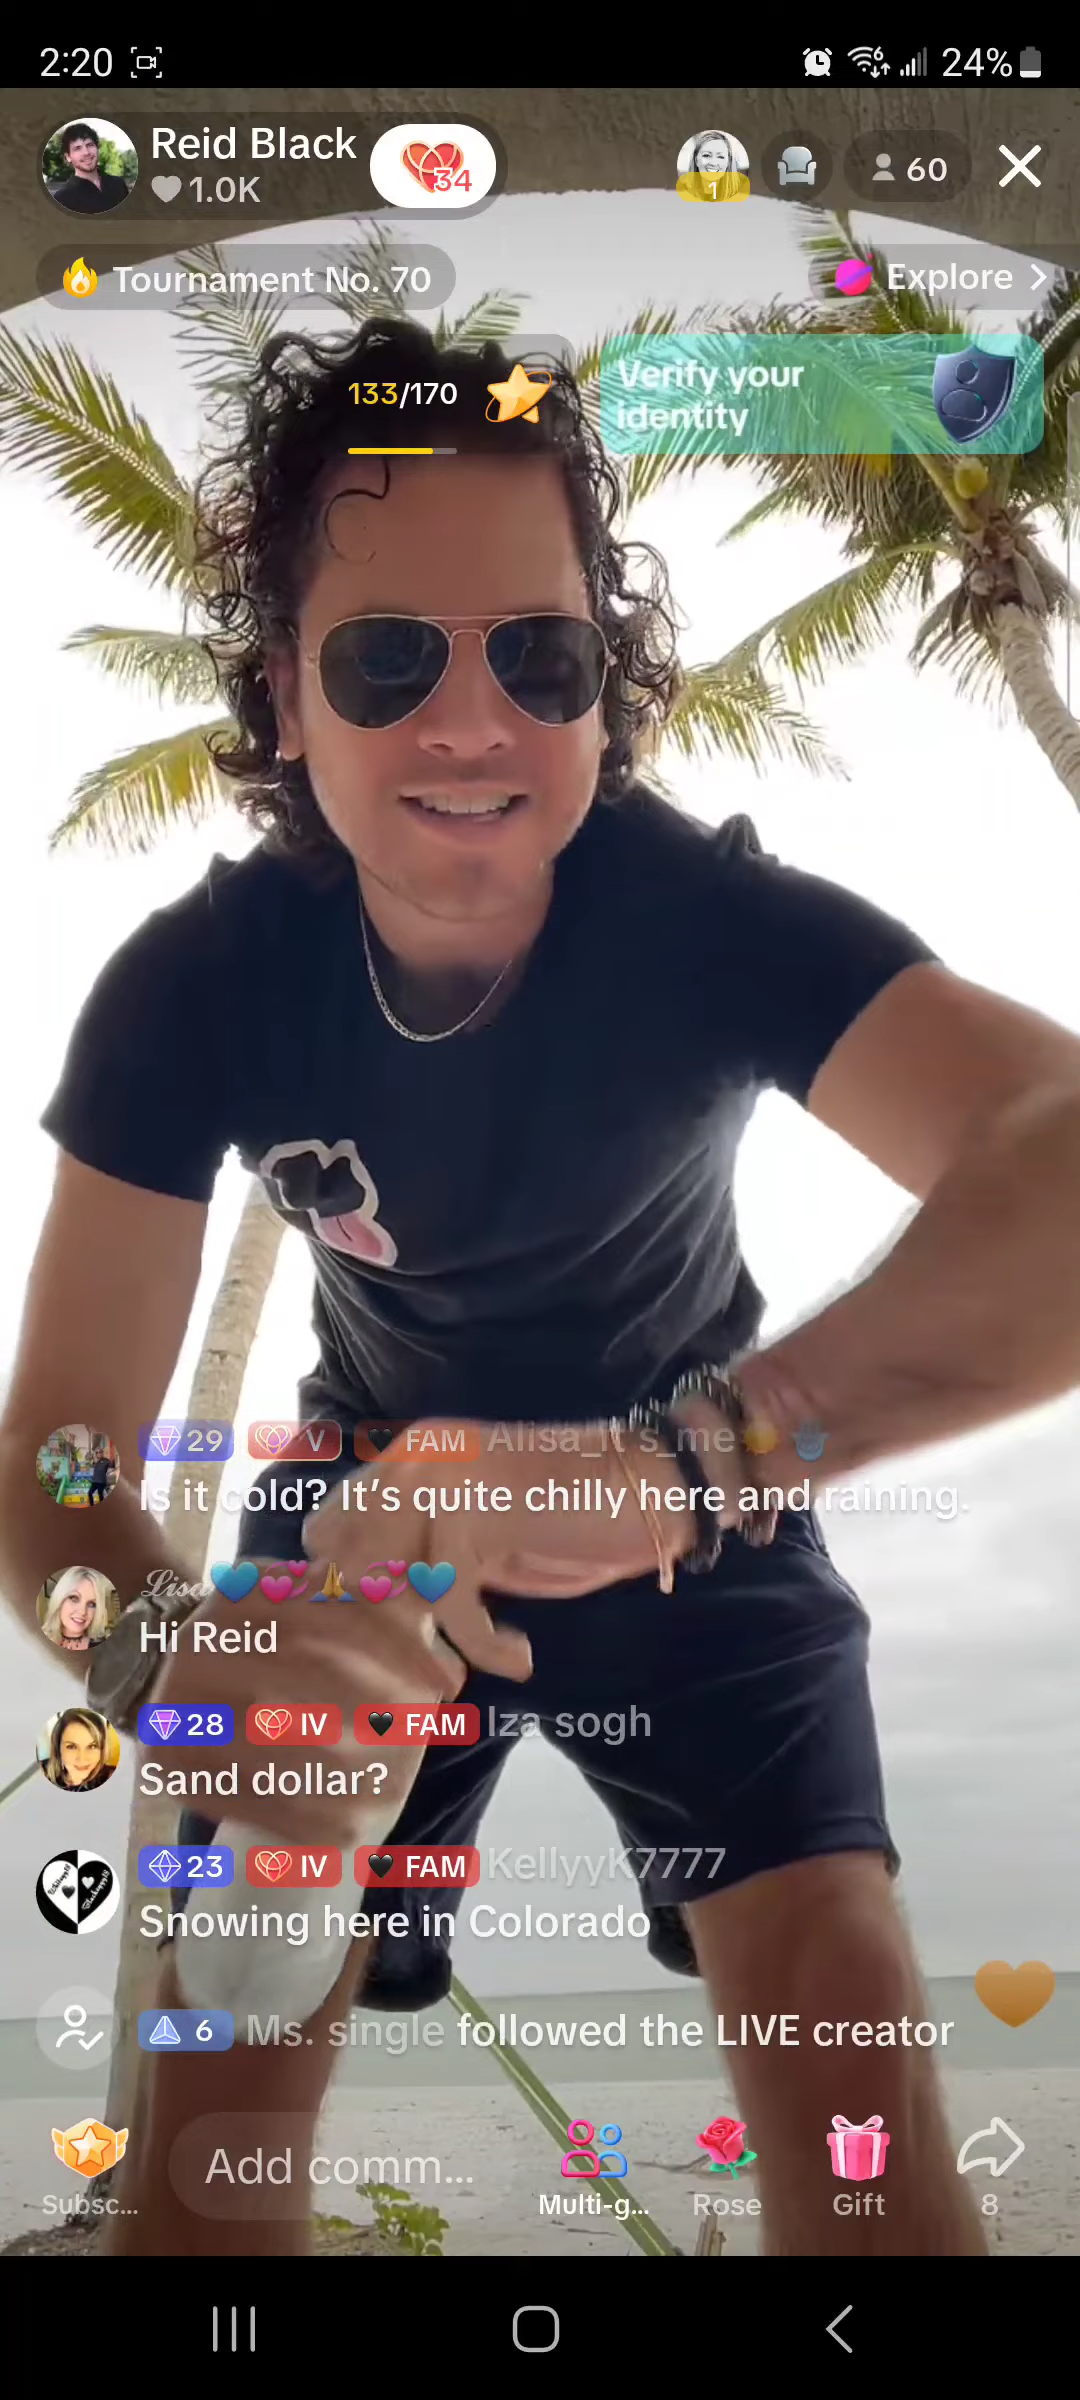 2:20 24%
Reid Black
1.0K
34
1
60
Tournament No. 70
Explore
133/170
Verify your
identity
29 V FAM Alisa_it's_me
Is it cold? It's quite chilly here and raining.
Lisa
Hi Reid
28 IV FAM Iza sogh
Sand dollar?
23 IV FAM KellyyK7777
Snowing here in Colorado
6 Ms. single followed the LIVE creator
Add comm...
Subsc...
Multi-g...
Rose
Gift
8